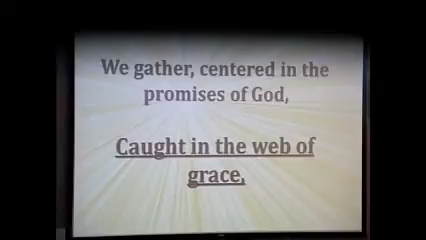 We gather, centered in the
promises of God,
Caught in the web of
grace,